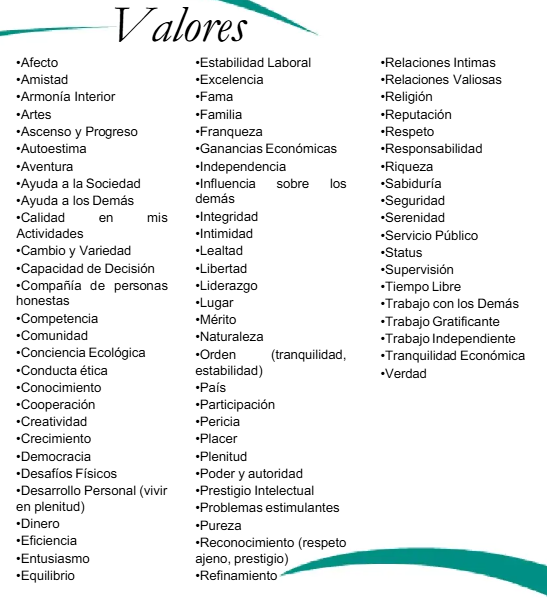 Valores
•Afecto
•Amistad
•Armonía Interior
•Artes
•Ascenso y Progreso
•Autoestima
•Aventura
•Ayuda a la Sociedad
•Ayuda a los Demás
•Calidad en mis
Actividades
•Cambio y Variedad
•Capacidad de Decisión
•Compañía de personas
honestas
•Competencia
•Comunidad
•Conciencia Ecológica
•Conducta ética
•Conocimiento
•Cooperación
•Creatividad
•Crecimiento
•Democracia
•Desafíos Físicos
•Desarrollo Personal (vivir
en plenitud)
•Dinero
•Eficiencia
•Entusiasmo
•Equilibrio
•Estabilidad Laboral
•Excelencia
•Fama
•Familia
•Franqueza
•Ganancias Económicas
•Independencia
•Influencia sobre los
demás
•Integridad
•Intimidad
•Lealtad
•Libertad
•Liderazgo
•Lugar
•Mérito
•Naturaleza
•Orden (tranquilidad,
estabilidad)
•País
•Participación
•Pericia
•Placer
•Plenitud
•Poder y autoridad
•Prestigio Intelectual
•Problemas estimulantes
•Pureza
•Reconocimiento (respeto
ajeno, prestigio)
•Refinamiento
•Relaciones Intimas
•Relaciones Valiosas
•Religión
•Reputación
•Respeto
•Responsabilidad
•Riqueza
•Sabiduría
•Seguridad
•Serenidad
•Servicio Público
•Status
•Supervisión
•Tiempo Libre
•Trabajo con los Demás
•Trabajo Gratificante
•Trabajo Independiente
•Tranquilidad Económica
•Verdad